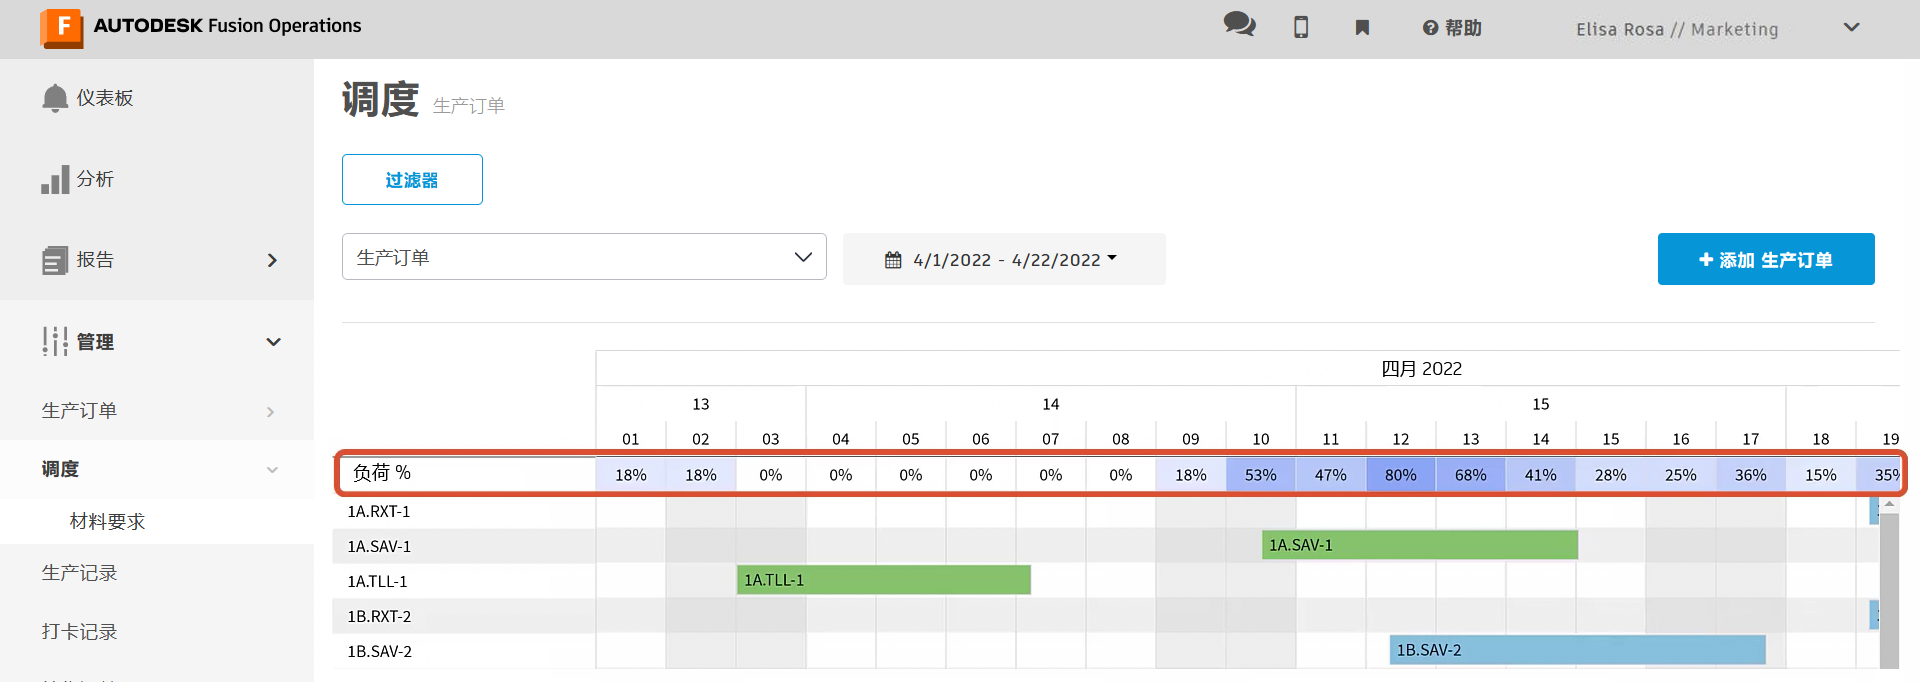 F AUTODESK Fusion Operations
帮助
Elisa Rosa // Marketing
仪表板
分析
报告
管理
生产订单
调度
材料要求
生产记录
打卡记录
调度 生产订单
过滤器
生产订单
4/1/2022 - 4/22/2022
添加 生产订单
四月 2022
13 14 15
01 02 03 04 05 06 07 08 09 10 11 12 13 14 15 16 17 18 19
负荷 % 18% 18% 0% 0% 0% 0% 0% 0% 18% 53% 47% 80% 68% 41% 28% 25% 36% 15% 35%
1A.RXT-1
1A.SAV-1 1A.SAV-1
1A.TLL-1 1A.TLL-1
1B.RXT-2
1B.SAV-2 1B.SAV-2